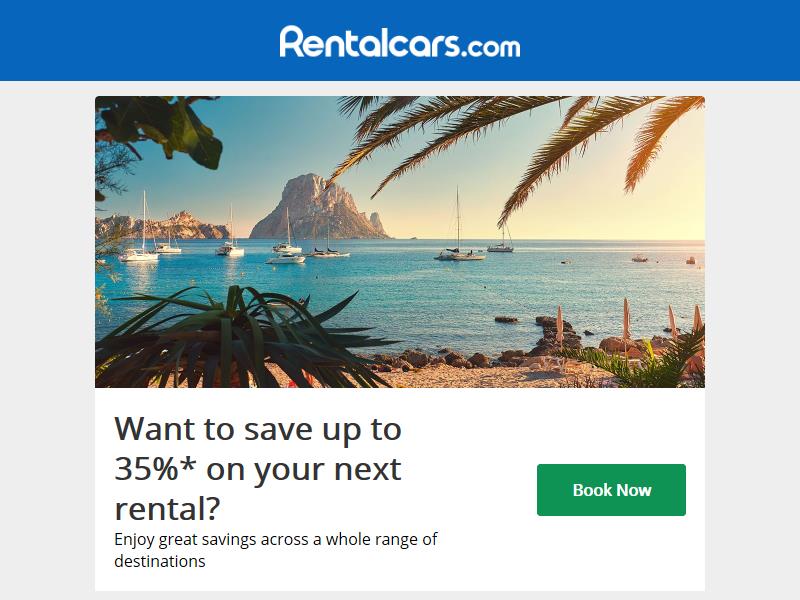 Rentalcars.com
Want to save up to
35%* on your next
rental?
Enjoy great savings across a whole range of
destinations
Book Now